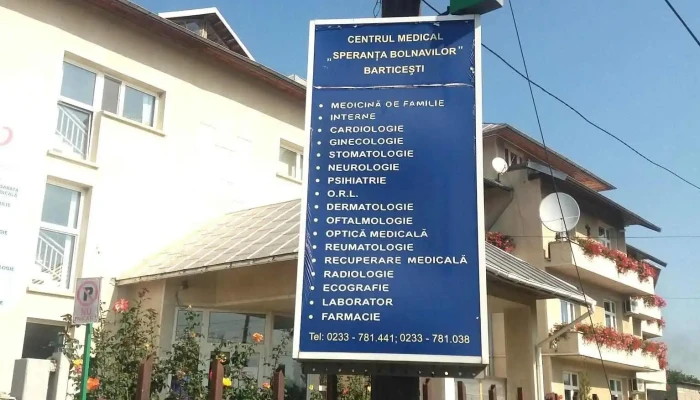 CENTRUL MEDICAL
„SPERANȚA BOLNAVILOR"
BARTICEȘTI
• MEDICINĂ DE FAMILIE
• INTERNE
• CARDIOLOGIE
• GINECOLOGIE
• STOMATOLOGIE
• NEUROLOGIE
• PSIHIATRIE
• O.R.L.
• DERMATOLOGIE
• OFTALMOLOGIE
• OPTICĂ MEDICALĂ
• REUMATOLOGIE
• RECUPERARE MEDICALĂ
• RADIOLOGIE
• ECOGRAFIE
• LABORATOR
• FARMACIE
Tel: 0233 - 781.441; 0233 - 781.038
P